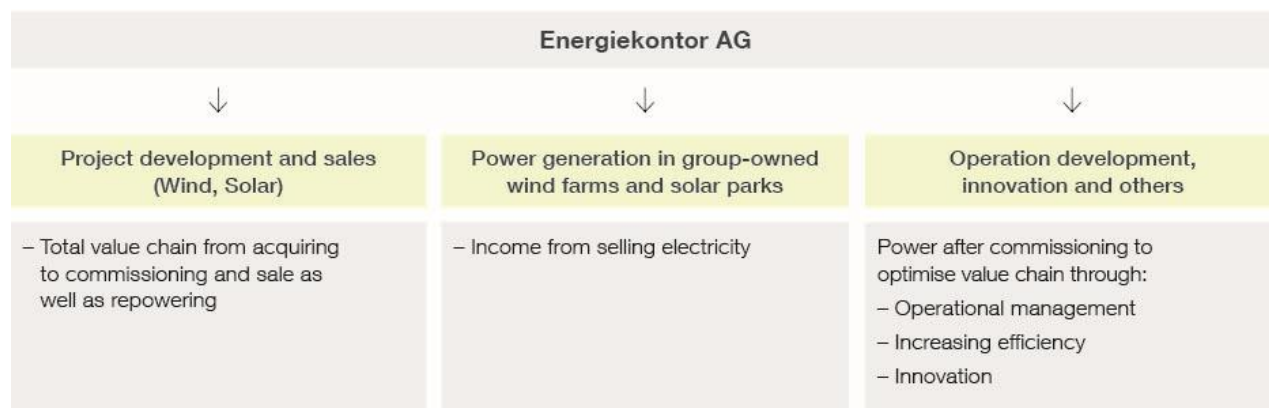 Energiekontor AG
Project development and sales
(Wind, Solar)
– Total value chain from acquiring
to commissioning and sale as
well as repowering
Power generation in group-owned
wind farms and solar parks
– Income from selling electricity
Operation development,
innovation and others
Power after commissioning to
optimise value chain through:
– Operational management
– Increasing efficiency
– Innovation